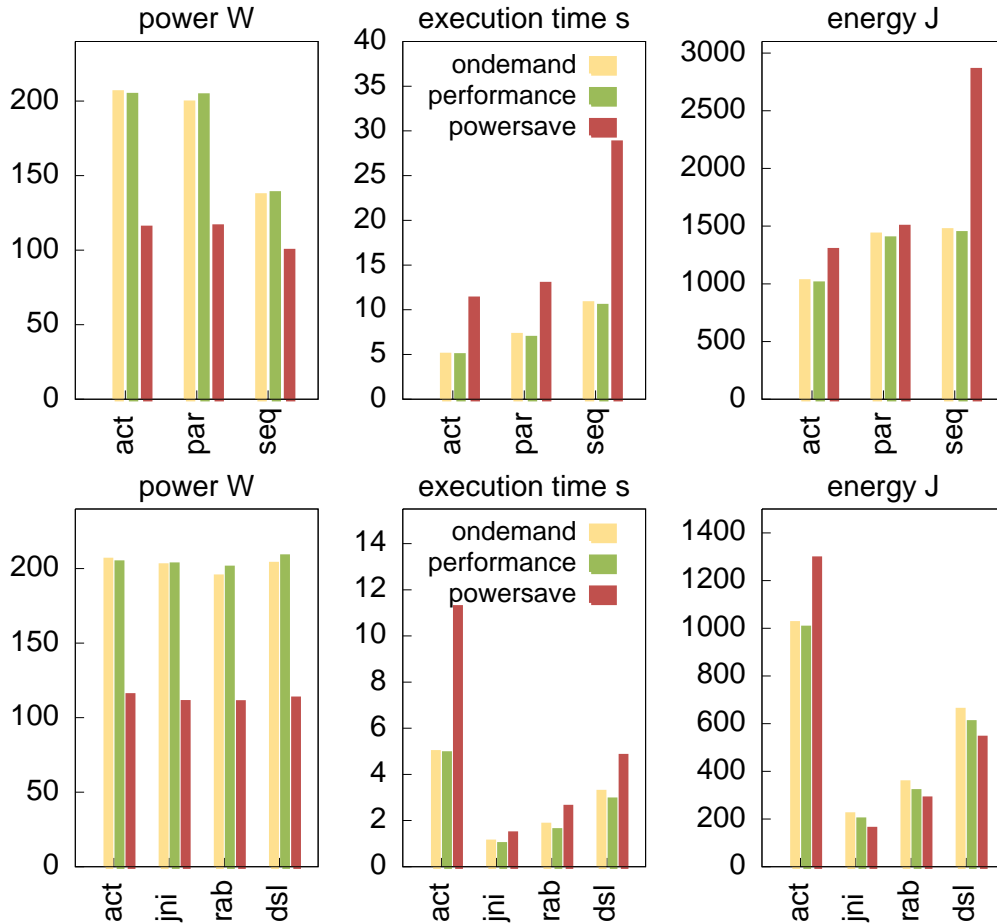 power W
200
150
100
50
0
act
par
seq
execution time s
40
35
30
25
20
15
10
5
0
ondemand
performance
powersave
act
par
seq
energy J
3000
2500
2000
1500
1000
500
0
act
par
seq
power W
200
150
100
50
0
act
jni
rab
dsl
execution time s
14
12
10
8
6
4
2
0
ondemand
performance
powersave
act
jni
rab
dsl
energy J
1400
1200
1000
800
600
400
200
0
act
jni
rab
dsl